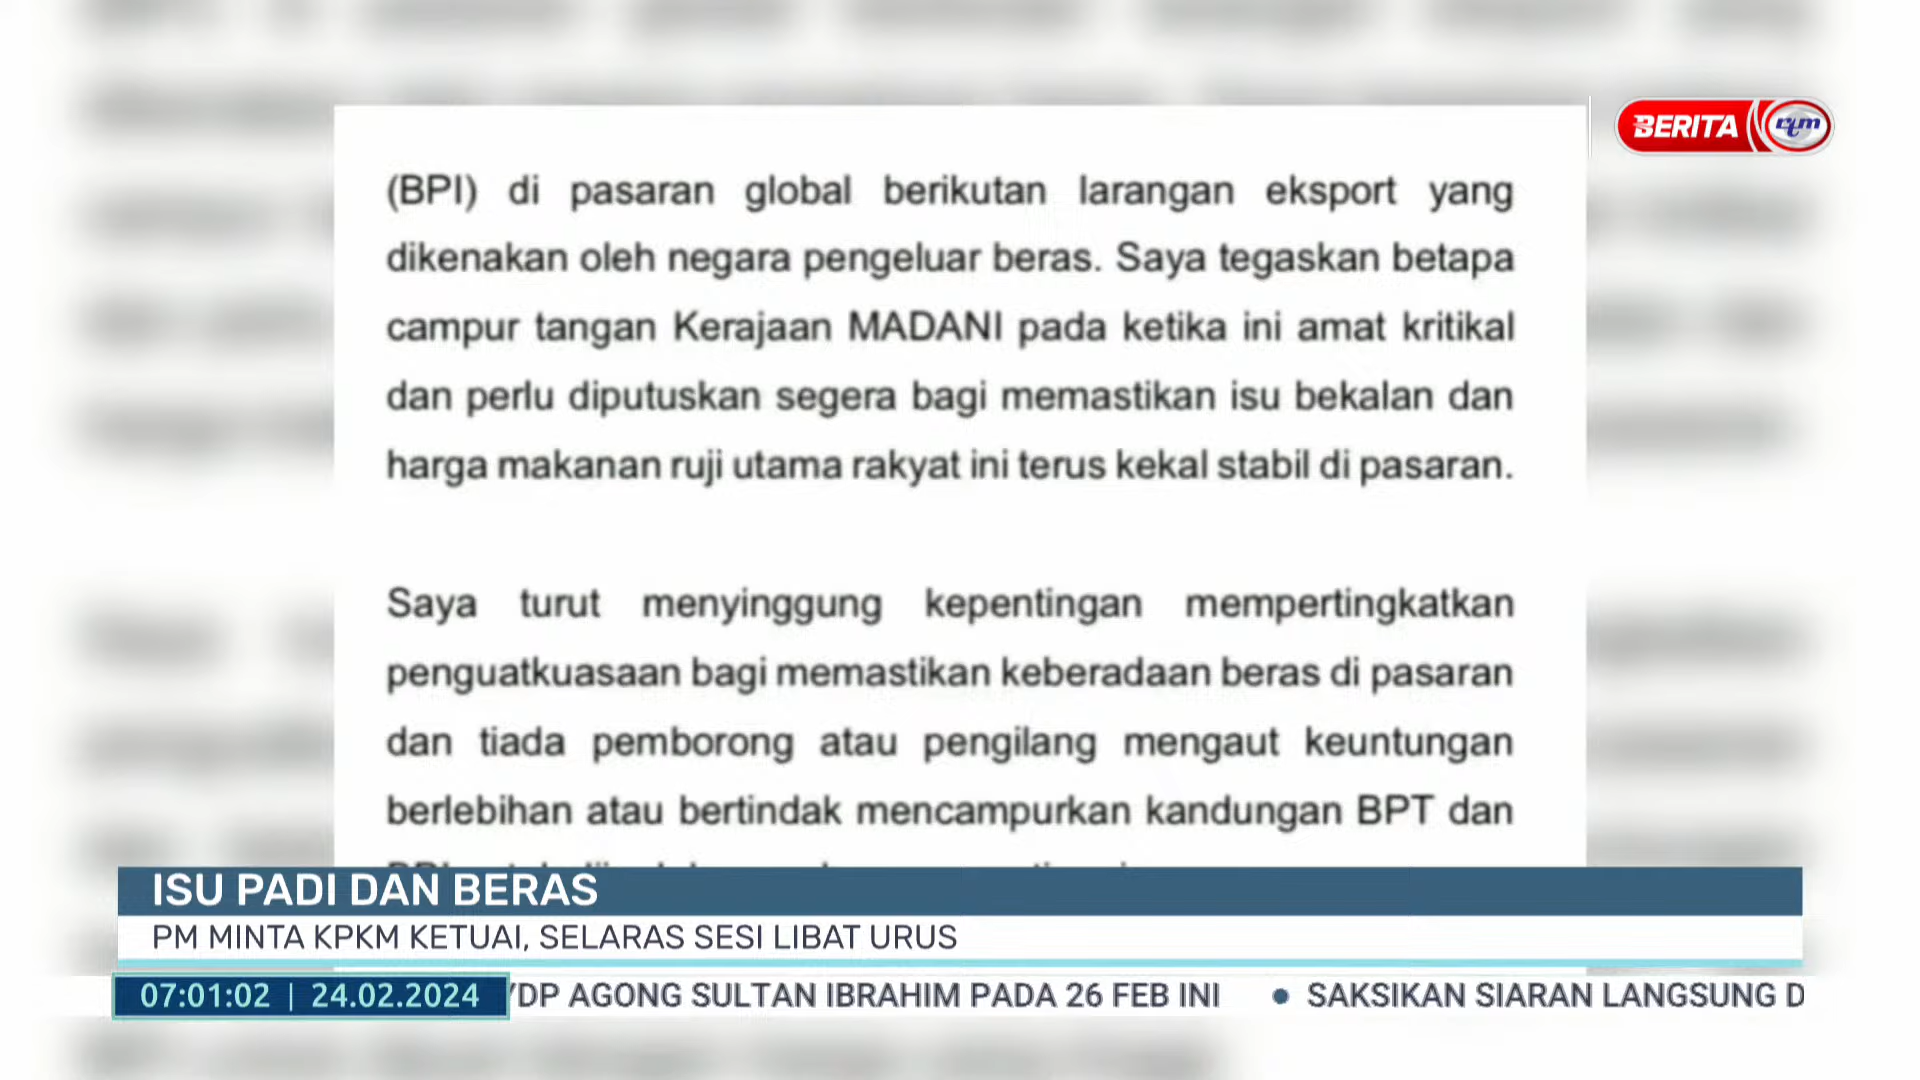 BERITA rtm
(BPI) di pasaran global berikutan larangan eksport yang
dikenakan oleh negara pengeluar beras. Saya tegaskan betapa
campur tangan Kerajaan MADANI pada ketika ini amat kritikal
dan perlu diputuskan segera bagi memastikan isu bekalan dan
harga makanan ruji utama rakyat ini terus kekal stabil di pasaran.
Saya turut menyinggung kepentingan mempertingkatkan
penguatkuasaan bagi memastikan keberadaan beras di pasaran
dan tiada pemborong atau pengilang mengaut keuntungan
berlebihan atau bertindak mencampurkan kandungan BPT dan
ISU PADI DAN BERAS
PM MINTA KPKM KETUAI, SELARAS SESI LIBAT URUS
07:01:02 | 24.02.2024 YDP AGONG SULTAN IBRAHIM PADA 26 FEB INI • SAKSIKAN SIARAN LANGSUNG D